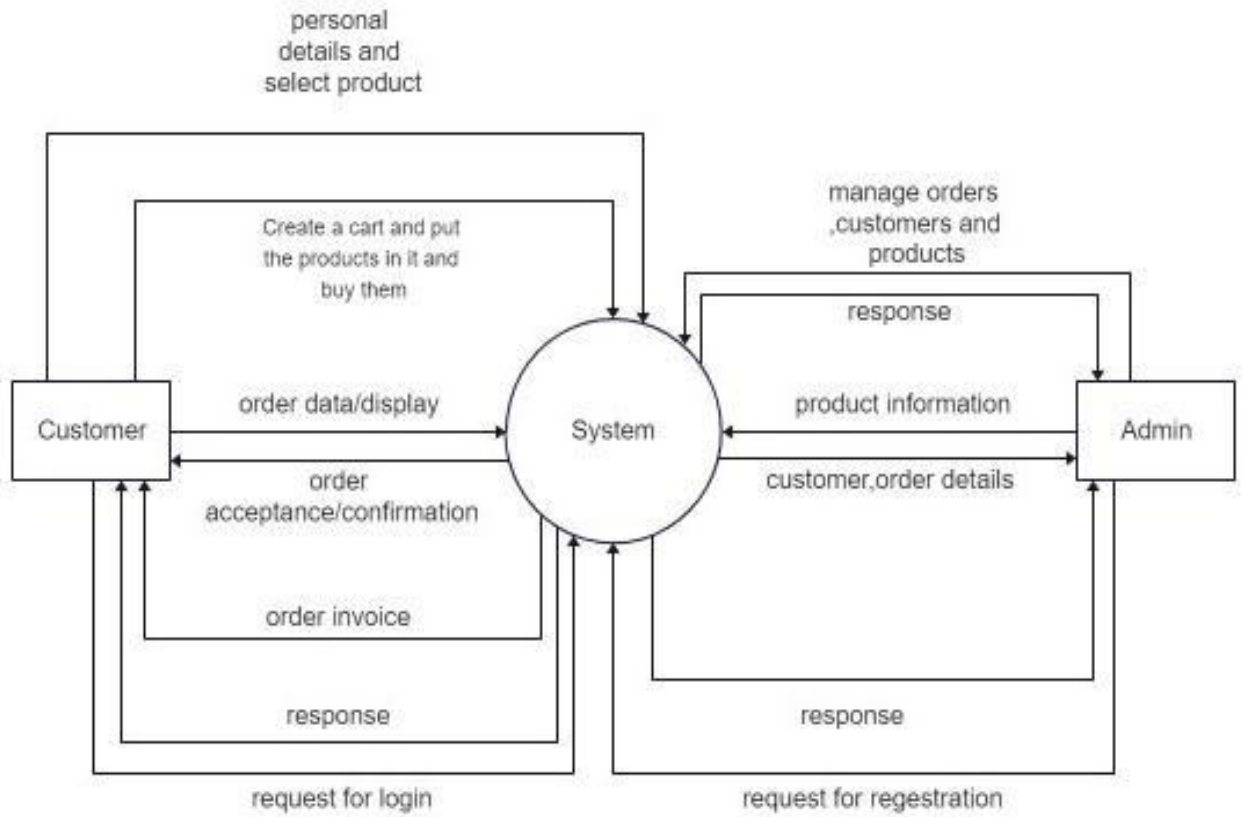 personal
details and
select product
Create a cart and put
the products in it and
buy them
manage orders
,customers and
products
response
Customer
order data/display
System
product information
Admin
order
acceptance/confirmation
customer,order details
order invoice
response
response
request for login
request for regestration